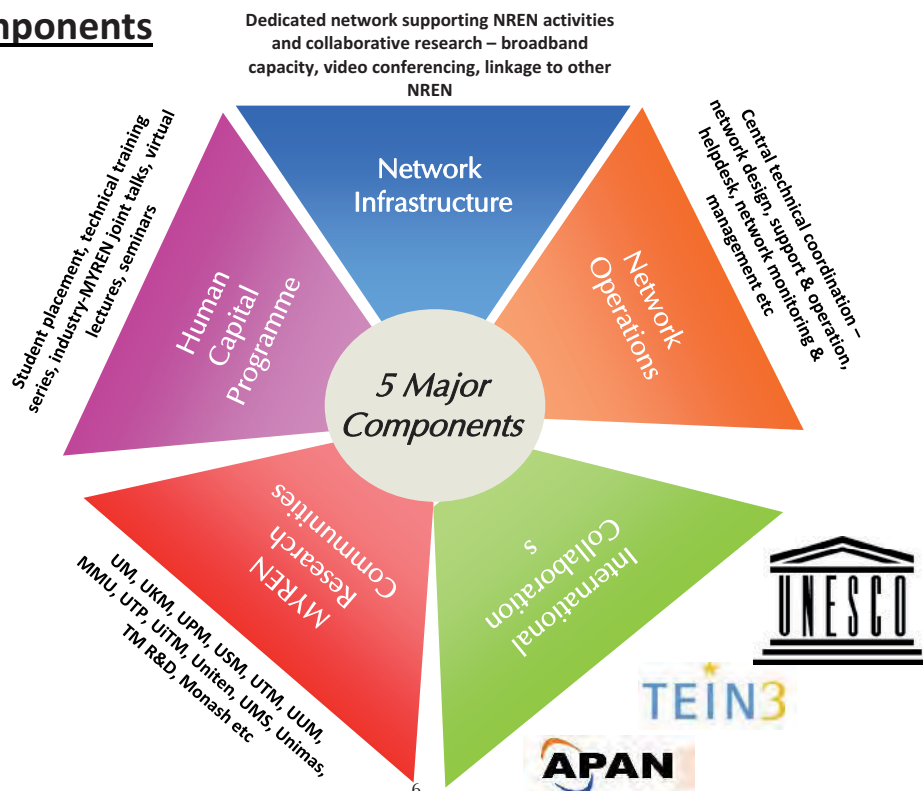 mponents
Dedicated network supporting NREN activities
and collaborative research – broadband
capacity, video conferencing, linkage to other
NREN
Network
Infrastructure
Central technical coordination –
network design, support & operation,
helpdesk, network monitoring &
management etc
Network
Operations
Student placement, technical training
series, industry-MYREN joint talks, virtual
lectures, seminars
Human
Capital
Programme
5 Major
Components
MYREN
Research
Communities
UM, UKM, UPM, USM, UTM, UUM,
MMU, UTP, UiTM, Uniten, UMS, Unimas,
TM R&D, Monash etc
International
Collaboration
s
UNESCO
TEIN3
APAN
6